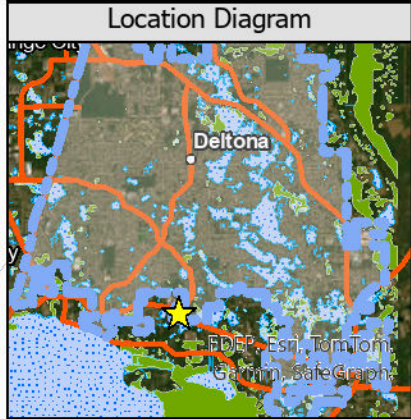 Location Diagram
Deltona
y
FDEP, Esri, TomTom,
Garmin, SafeGraph,